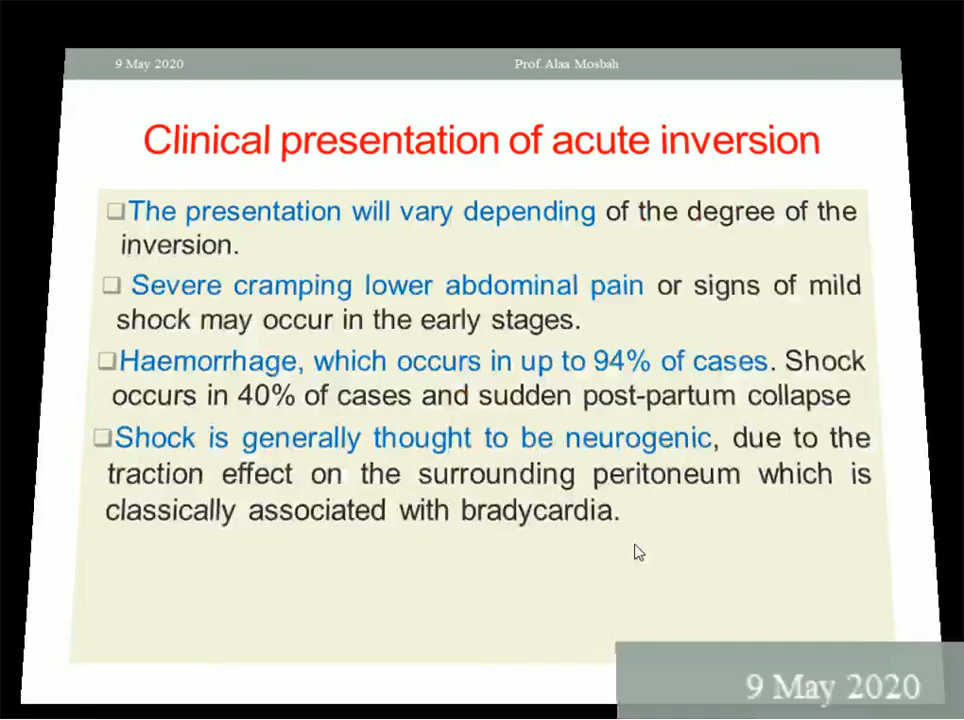 9 May 2020
Prof. Alaa Mosbah
Clinical presentation of acute inversion
The presentation will vary depending of the degree of the
inversion.
Severe cramping lower abdominal pain or signs of mild
shock may occur in the early stages.
Haemorrhage, which occurs in up to 94% of cases. Shock
occurs in 40% of cases and sudden post-partum collapse
Shock is generally thought to be neurogenic, due to the
traction effect on the surrounding peritoneum which is
classically associated with bradycardia.
9 May 2020